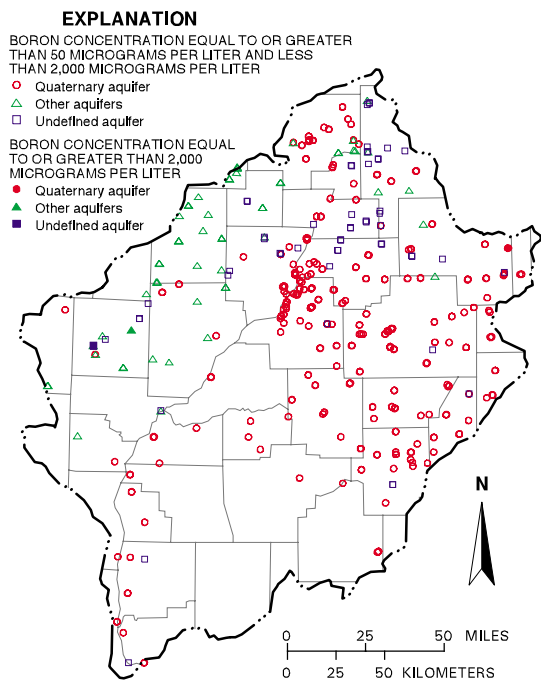 EXPLANATION
BORON CONCENTRATION EQUAL TO OR GREATER
THAN 50 MICROGRAMS PER LITER AND LESS
THAN 2,000 MICROGRAMS PER LITER
Quaternary aquifer
Other aquifers
Undefined aquifer
BORON CONCENTRATION EQUAL
TO OR GREATER THAN 2,000
MICROGRAMS PER LITER
Quaternary aquifer
Other aquifers
Undefined aquifer
N
0 25 50 MILES
0 25 50 KILOMETERS